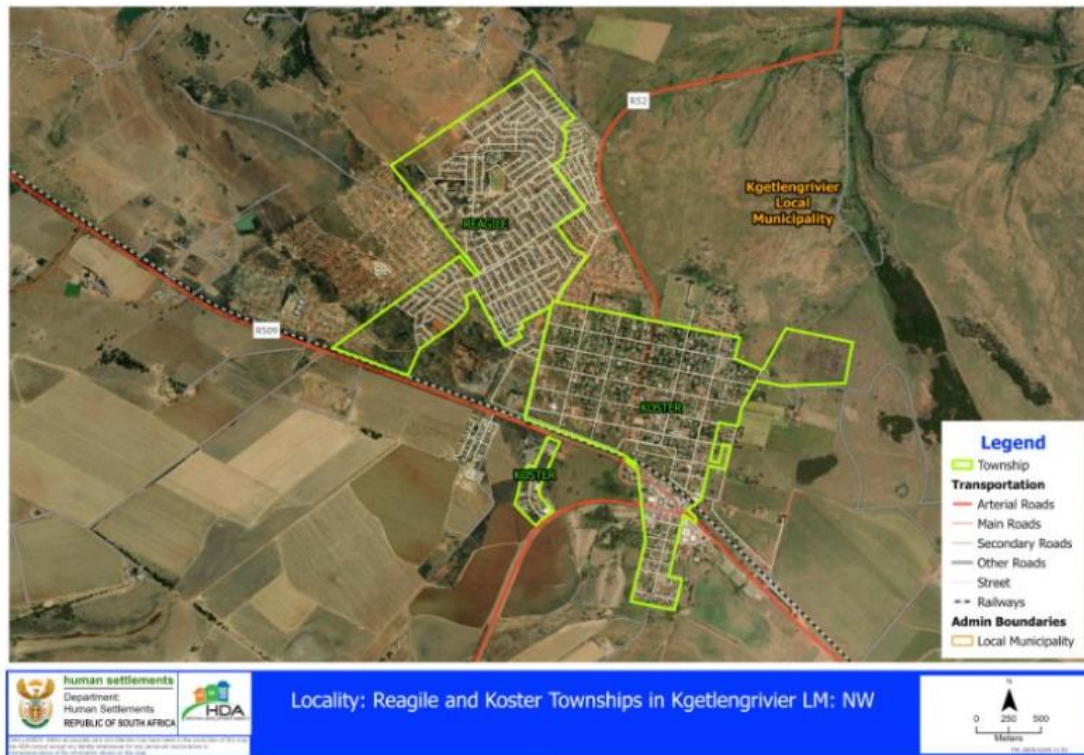 R52
Kgetlengrivier
Local
Municipality
REAGILE
R509
KOSTER
KOSTER
Legend
Township
Transportation
Arterial Roads
Main Roads
Secondary Roads
Other Roads
Street
Railways
Admin Boundaries
Local Municipality
human settlements
Department:
Human Settlements
REPUBLIC OF SOUTH AFRICA
HDA
Locality: Reagile and Koster Townships in Kgetlengrivier LM: NW
N
0 250 500
Meters